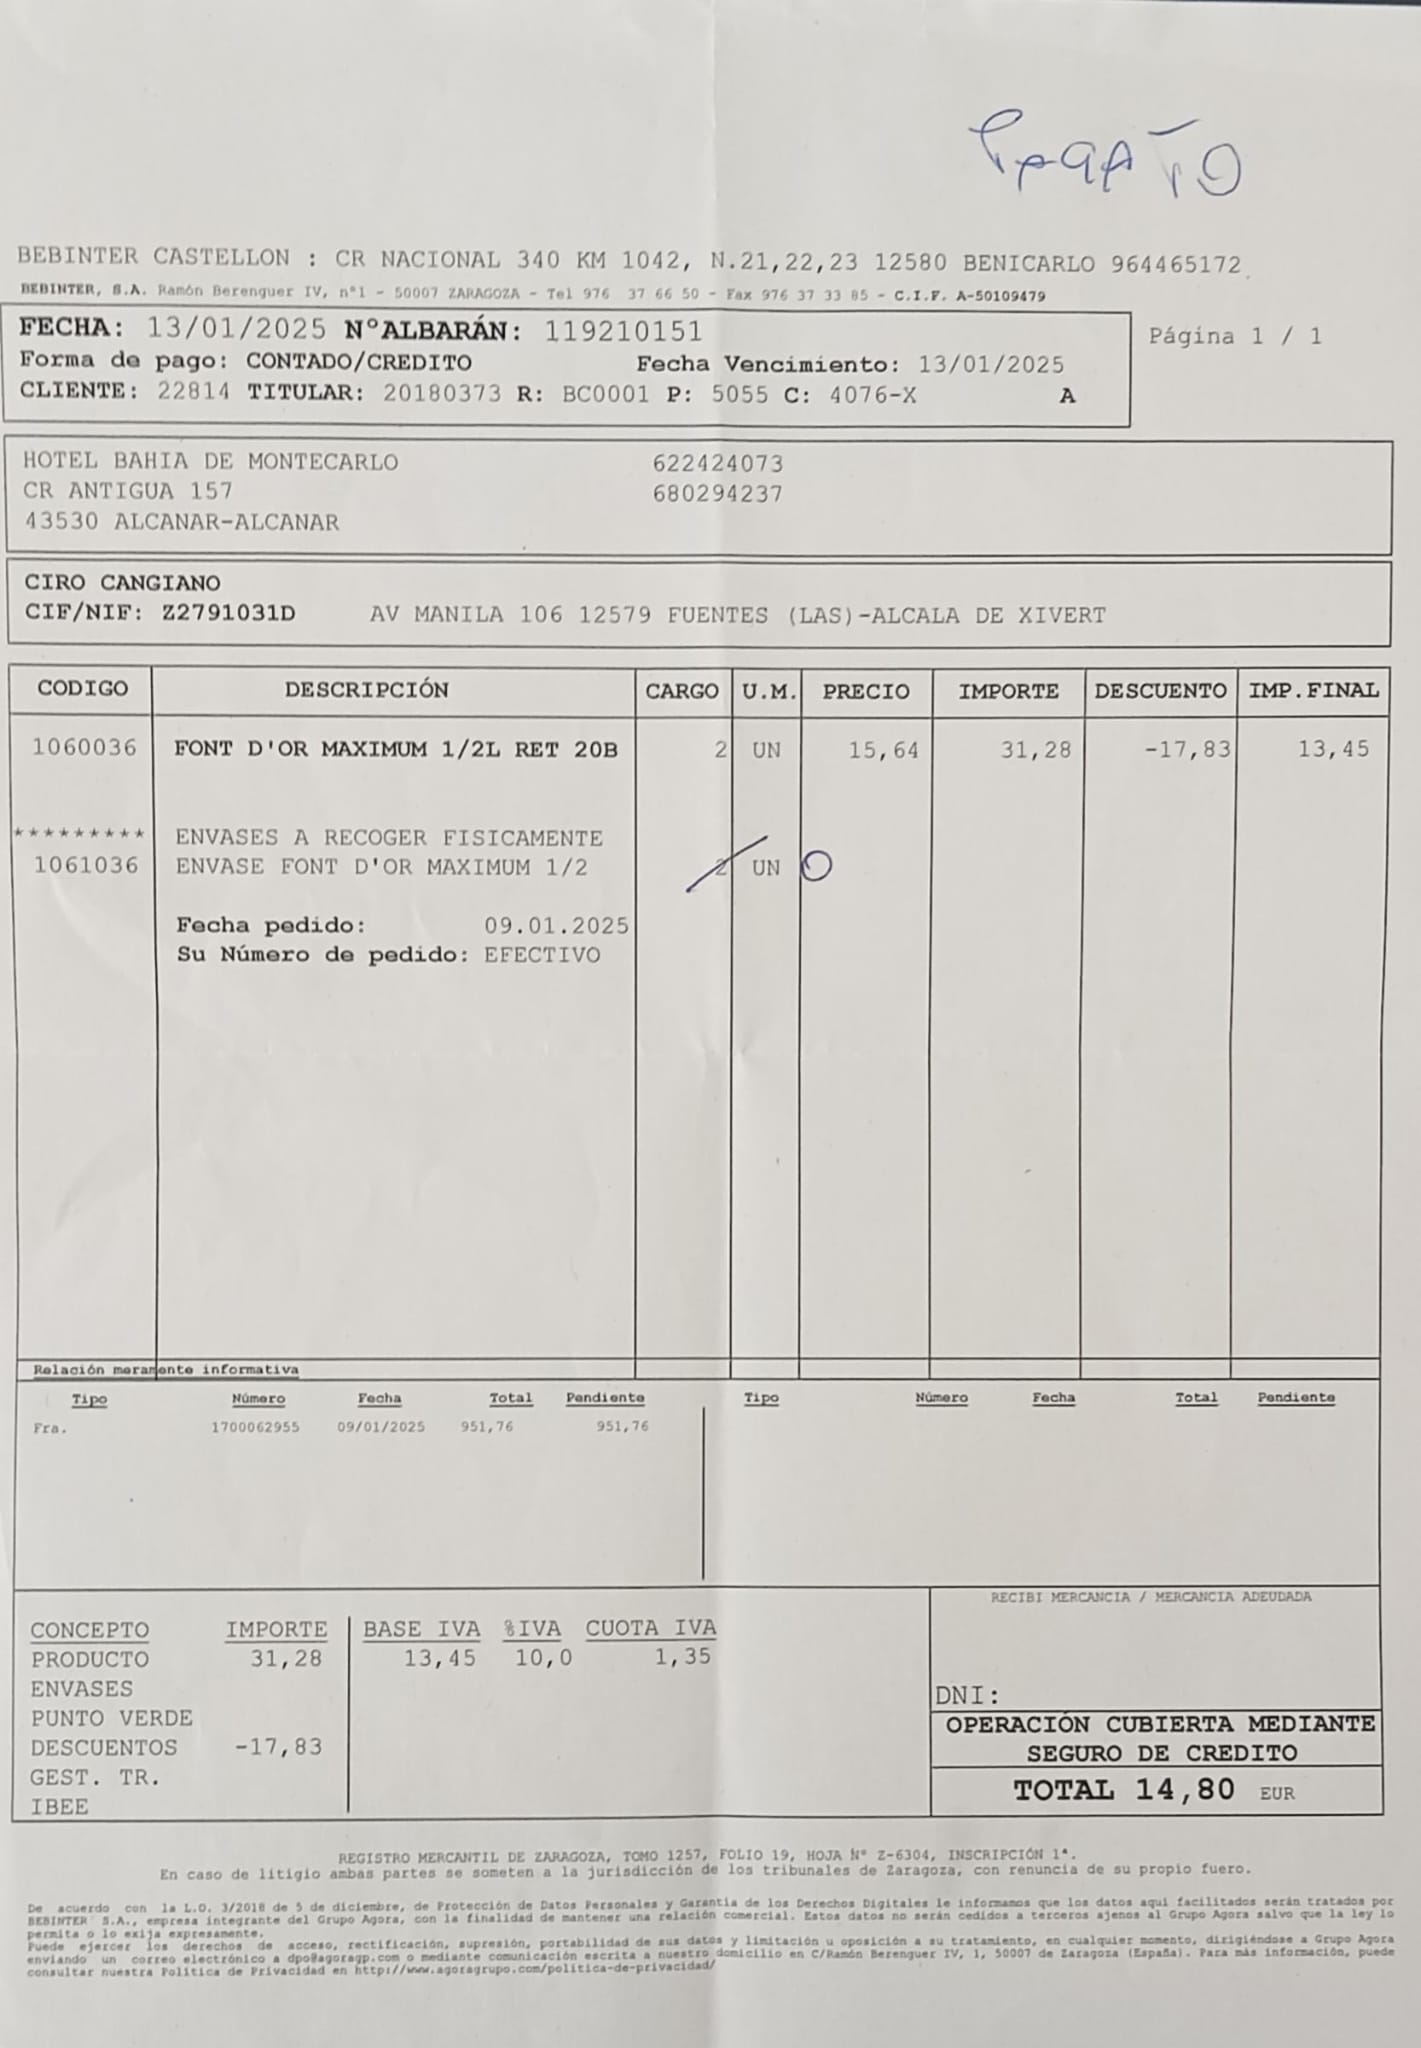 PAGATO
BEBINTER CASTELLON : CR NACIONAL 340 KM 1042, N.21,22,23 12580 BENICARLO 964465172
BEBINTER, S.A. Ramón Berenguer IV, nº1 - 50007 ZARAGOZA - Tel 976 37 66 50 - Fax 976 37 33 85 - C.I.F. A-50109479
FECHA: 13/01/2025 NºALBARÁN: 119210151
Página 1 / 1
Forma de pago: CONTADO/CREDITO Fecha Vencimiento: 13/01/2025
CLIENTE: 22814 TITULAR: 20180373 R: BC0001 P: 5055 C: 4076-X A
HOTEL BAHIA DE MONTECARLO 622424073
CR ANTIGUA 157 680294237
43530 ALCANAR-ALCANAR
CIRO CANGIANO
CIF/NIF: Z2791031D AV MANILA 106 12579 FUENTES (LAS)-ALCALA DE XIVERT
CODIGO DESCRIPCIÓN CARGO U.M. PRECIO IMPORTE DESCUENTO IMP.FINAL
1060036 FONT D'OR MAXIMUM 1/2L RET 20B 2 UN 15,64 31,28 -17,83 13,45
********* ENVASES A RECOGER FISICAMENTE
1061036 ENVASE FONT D'OR MAXIMUM 1/2 2 UN 0
Fecha pedido: 09.01.2025
Su Número de pedido: EFECTIVO
Relación meramente informativa
Tipo Número Fecha Total Pendiente Tipo Número Fecha Total Pendiente
Fra. 1700062955 09/01/2025 951,76 951,76
RECIBI MERCANCIA / MERCANCIA ADEUDADA
CONCEPTO IMPORTE BASE IVA %IVA CUOTA IVA
PRODUCTO 31,28 13,45 10,0 1,35
ENVASES
DNI:
PUNTO VERDE
OPERACIÓN CUBIERTA MEDIANTE
DESCUENTOS -17,83
SEGURO DE CREDITO
GEST. TR.
TOTAL 14,80 EUR
IBEE
REGISTRO MERCANTIL DE ZARAGOZA, TOMO 1257, FOLIO 19, HOJA Nº Z-6304, INSCRIPCIÓN 1ª.
En caso de litigio ambas partes se someten a la jurisdicción de los tribunales de Zaragoza, con renuncia de su propio fuero.
De acuerdo con la L.O. 3/2018 de 5 de diciembre, de Protección de Datos Personales y Garantia de los Derechos Digitales le informamos que los datos aqui facilitados serán tratados por
BEBINTER S.A., empresa integrante del Grupo Agora, con la finalidad de mantener una relación comercial. Estos datos no serán cedidos a terceros ajenos al Grupo Agora salvo que la ley lo
permita o lo exija expresamente.
Puede ejercer los derechos de acceso, rectificación, supresión, portabilidad de sus datos y limitación u oposición a su tratamiento, en cualquier momento, dirigiéndose a Grupo Agora
enviando un correo electrónico a dpo@agoragp.com o mediante comunicación escrita a nuestro domicilio en C/Ramón Berenguer IV, 1, 50007 de Zaragoza (España). Para más información, puede
consultar nuestra Politica de Privacidad en http://www.agoragrupo.com/politica-de-privacidad/